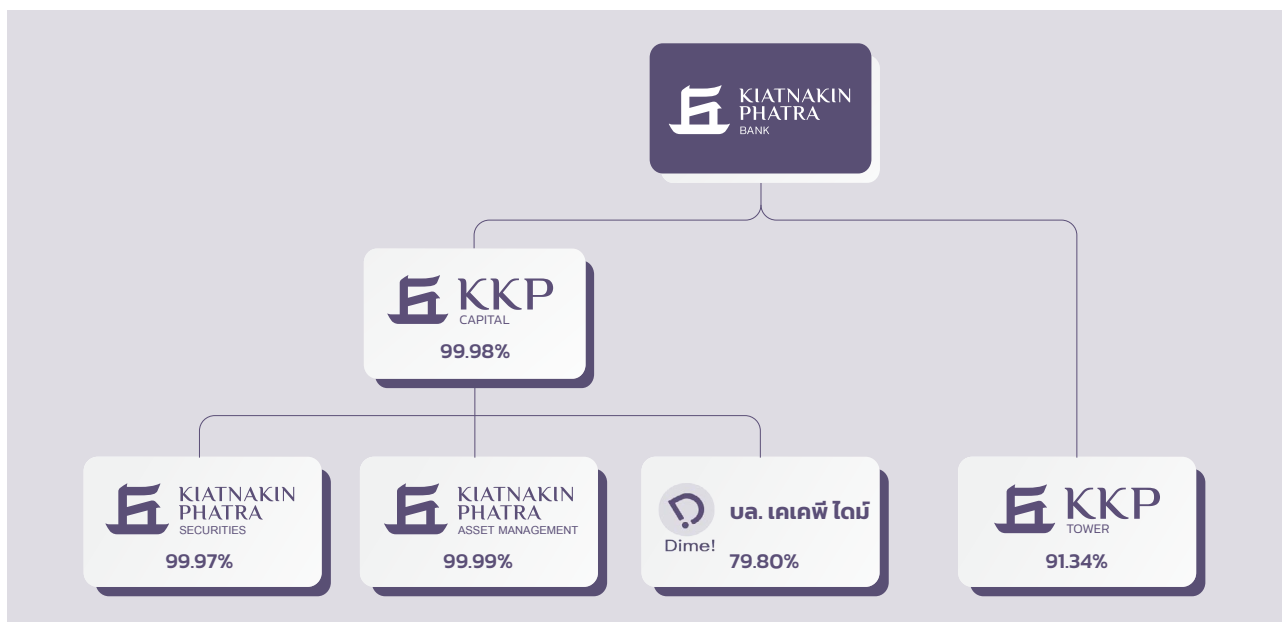 KIATNAKIN
PHATRA
BANK
KKP
CAPITAL
99.98%
KIATNAKIN
PHATRA
SECURITIES
99.97%
KIATNAKIN
PHATRA
ASSET MANAGEMENT
99.99%
Dime!
บล. เคเคพี ไดม์
79.80%
KKP
TOWER
91.34%